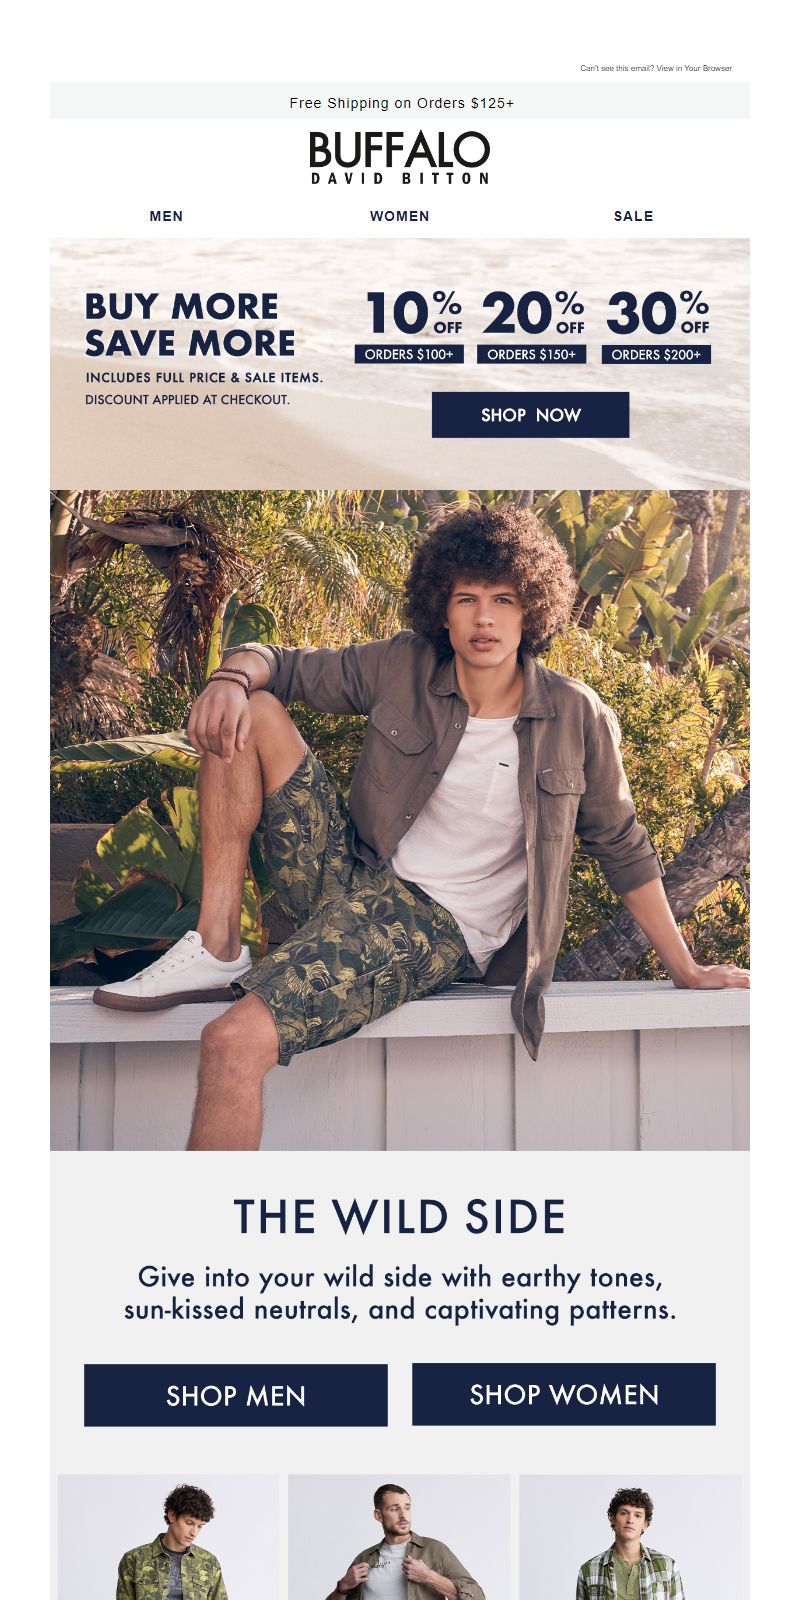 Can't see this email? View in Your Browser
Free Shipping on Orders $125+
BUFFALO
DAVID BITTON
MEN WOMEN SALE
BUY MORE
SAVE MORE
INCLUDES FULL PRICE & SALE ITEMS.
DISCOUNT APPLIED AT CHECKOUT.
10% OFF 20% OFF 30% OFF
ORDERS $100+ ORDERS $150+ ORDERS $200+
SHOP NOW
THE WILD SIDE
Give into your wild side with earthy tones,
sun-kissed neutrals, and captivating patterns.
SHOP MEN SHOP WOMEN